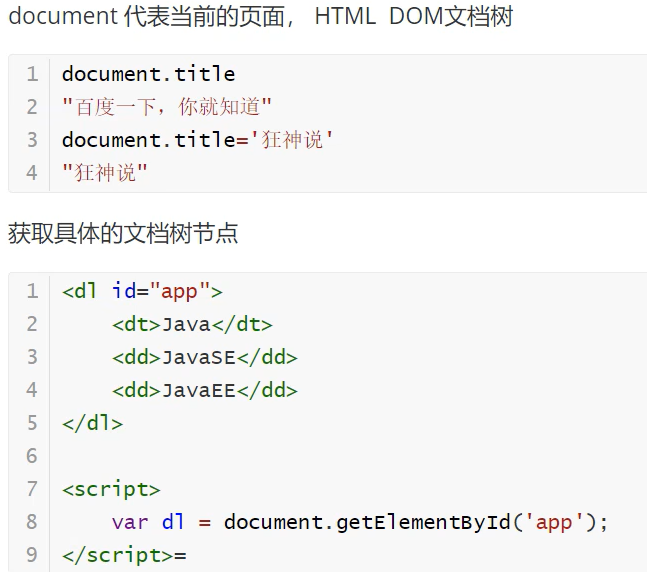 document 代表当前的页面， HTML DOM文档树
1 document.title
2 "百度一下，你就知道"
3 document.title='狂神说'
4 "狂神说"
获取具体的文档树节点
1 <dl id="app">
2     <dt>Java</dt>
3     <dd>JavaSE</dd>
4     <dd>JavaEE</dd>
5 </dl>
6
7 <script>
8     var dl = document.getElementById('app');
9 </script>=